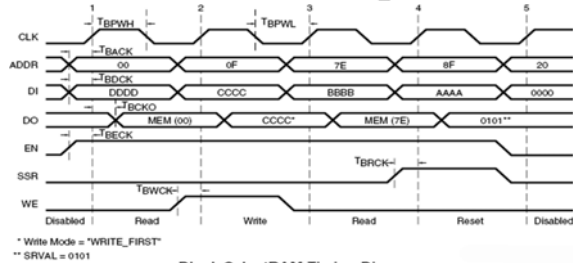 1 2 3 4 5
TBPWH TBPWL
CLK
TBACK
ADDR 00 0F 7E 8F 20
TBDCK
DI DDDD CCCC BBBB AAAA 0000
TBCKO
DO MEM (00) CCCC* MEM (7E) 0101**
TBECK
EN
TBRCK
SSR
TBWCK
WE
Disabled Read Write Read Reset Disabled
* Write Mode = "WRITE_FIRST"
** SRVAL = 0101